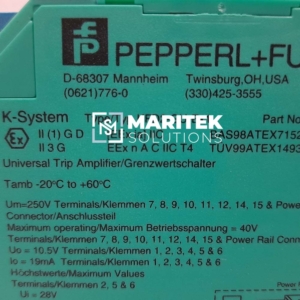 PEPPERL+FU
D-68307 Mannheim Twinsburg,OH,USA
(0621)776-0 (330)425-3555
MARITEK
SOLUTIONS
K-System Part No
Ex II (1) G D EEx IIC BAS98ATEX715
II 3 G EEx n A C IIC T4 TUV99ATEX1493
Universal Trip Amplifier/Grenzwertschalter
Tamb -20°C to +60°C
Um=250V Terminals/Klemmen 7, 8, 9, 10, 11, 12, 14, 15 & Power
Connector/Anschlussteil
Maximum operating/Maximum Betriebsspannung = 40V
Terminals/Klemmen 7, 8, 9, 10, 11, 12, 14, 15 & Power Rail Conne
Uo = 10.5V Terminals/Klemmen 1, 2, 3, 4, 5 & 6
Io = 19mA Terminals/Klemmen 1, 2, 3, 4, 5 & 6
Höchstwerte/Maximum Values
Terminals/Klemmen 2, 5 & 6
Ui = 28V